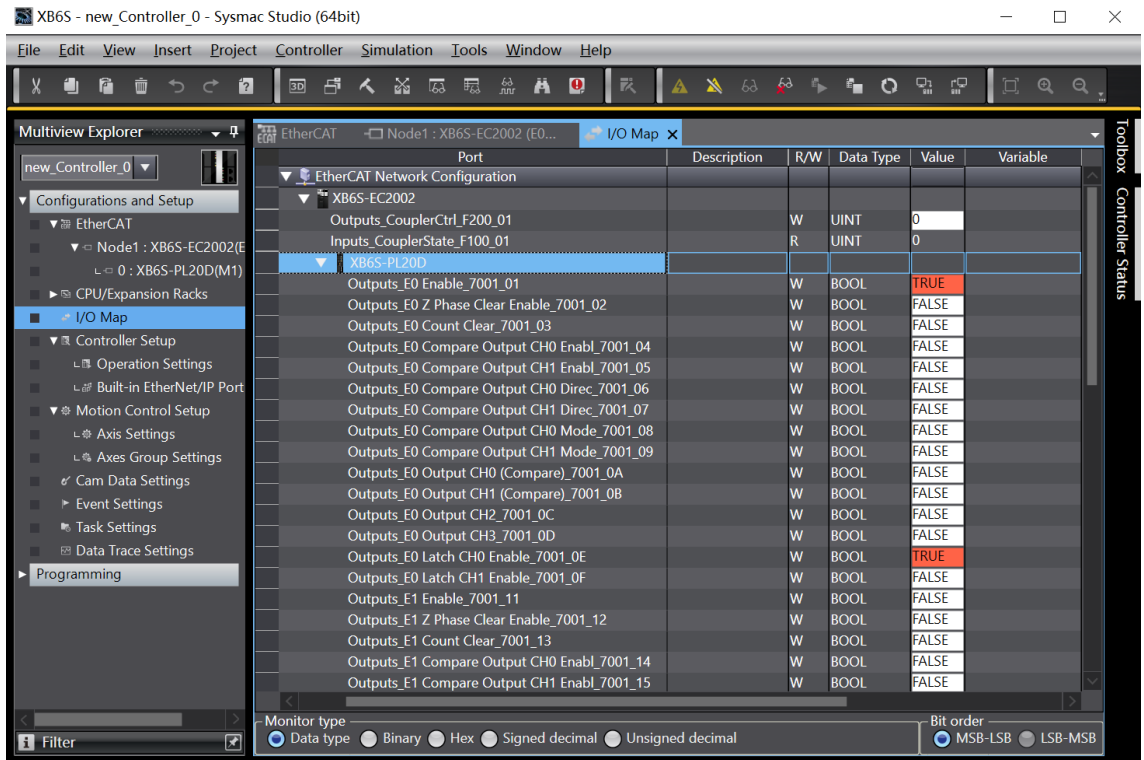 XB6S - new_Controller_0 - Sysmac Studio (64bit)
File Edit View Insert Project Controller Simulation Tools Window Help
Multiview Explorer
new_Controller_0
Configurations and Setup
EtherCAT
Node1 : XB6S-EC2002(E
0 : XB6S-PL20D(M1)
CPU/Expansion Racks
I/O Map
Controller Setup
Operation Settings
Built-in EtherNet/IP Port
Motion Control Setup
Axis Settings
Axes Group Settings
Cam Data Settings
Event Settings
Task Settings
Data Trace Settings
Programming
Filter
EtherCAT Node1 : XB6S-EC2002 (E0... I/O Map
Port Description R/W Data Type Value Variable
EtherCAT Network Configuration
XB6S-EC2002
Outputs_CouplerCtrl_F200_01 W UINT 0
Inputs_CouplerState_F100_01 R UINT 0
XB6S-PL20D
Outputs_E0 Enable_7001_01 W BOOL TRUE
Outputs_E0 Z Phase Clear Enable_7001_02 W BOOL FALSE
Outputs_E0 Count Clear_7001_03 W BOOL FALSE
Outputs_E0 Compare Output CH0 Enabl_7001_04 W BOOL FALSE
Outputs_E0 Compare Output CH1 Enabl_7001_05 W BOOL FALSE
Outputs_E0 Compare Output CH0 Direc_7001_06 W BOOL FALSE
Outputs_E0 Compare Output CH1 Direc_7001_07 W BOOL FALSE
Outputs_E0 Compare Output CH0 Mode_7001_08 W BOOL FALSE
Outputs_E0 Compare Output CH1 Mode_7001_09 W BOOL FALSE
Outputs_E0 Output CH0 (Compare)_7001_0A W BOOL FALSE
Outputs_E0 Output CH1 (Compare)_7001_0B W BOOL FALSE
Outputs_E0 Output CH2_7001_0C W BOOL FALSE
Outputs_E0 Output CH3_7001_0D W BOOL FALSE
Outputs_E0 Latch CH0 Enable_7001_0E W BOOL TRUE
Outputs_E0 Latch CH1 Enable_7001_0F W BOOL FALSE
Outputs_E1 Enable_7001_11 W BOOL FALSE
Outputs_E1 Z Phase Clear Enable_7001_12 W BOOL FALSE
Outputs_E1 Count Clear_7001_13 W BOOL FALSE
Outputs_E1 Compare Output CH0 Enabl_7001_14 W BOOL FALSE
Outputs_E1 Compare Output CH1 Enabl_7001_15 W BOOL FALSE
Monitor type
Data type Binary Hex Signed decimal Unsigned decimal
Bit order
MSB-LSB LSB-MSB
Toolbox
Controller Status